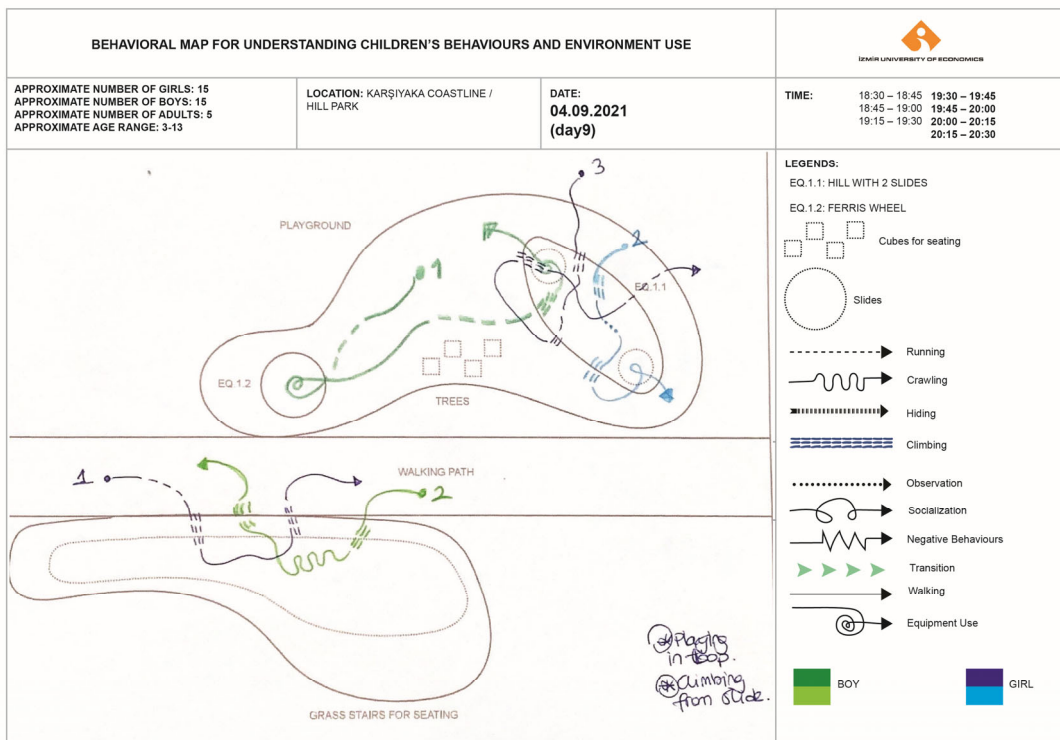 BEHAVIORAL MAP FOR UNDERSTANDING CHILDREN'S BEHAVIOURS AND ENVIRONMENT USE
İZMİR UNIVERSITY OF ECONOMICS
APPROXIMATE NUMBER OF GIRLS: 15
APPROXIMATE NUMBER OF BOYS: 15
APPROXIMATE NUMBER OF ADULTS: 5
APPROXIMATE AGE RANGE: 3-13
LOCATION: KARŞIYAKA COASTLINE /
HILL PARK
DATE:
04.09.2021
(day9)
TIME:
18:30 – 18:45 19:30 – 19:45
18:45 – 19:00 19:45 – 20:00
19:15 – 19:30 20:00 – 20:15
20:15 – 20:30
3
PLAYGROUND
2
1
EQ.1.1
EQ.1.2
TREES
WALKING PATH
1
2
GRASS STAIRS FOR SEATING
Playing
in loop.
Climbing
from slide.
LEGENDS:
EQ.1.1: HILL WITH 2 SLIDES
EQ.1.2: FERRIS WHEEL
Cubes for seating
Slides
Running
Crawling
Hiding
Climbing
Observation
Socialization
Negative Behaviours
Transition
Walking
Equipment Use
BOY
GIRL